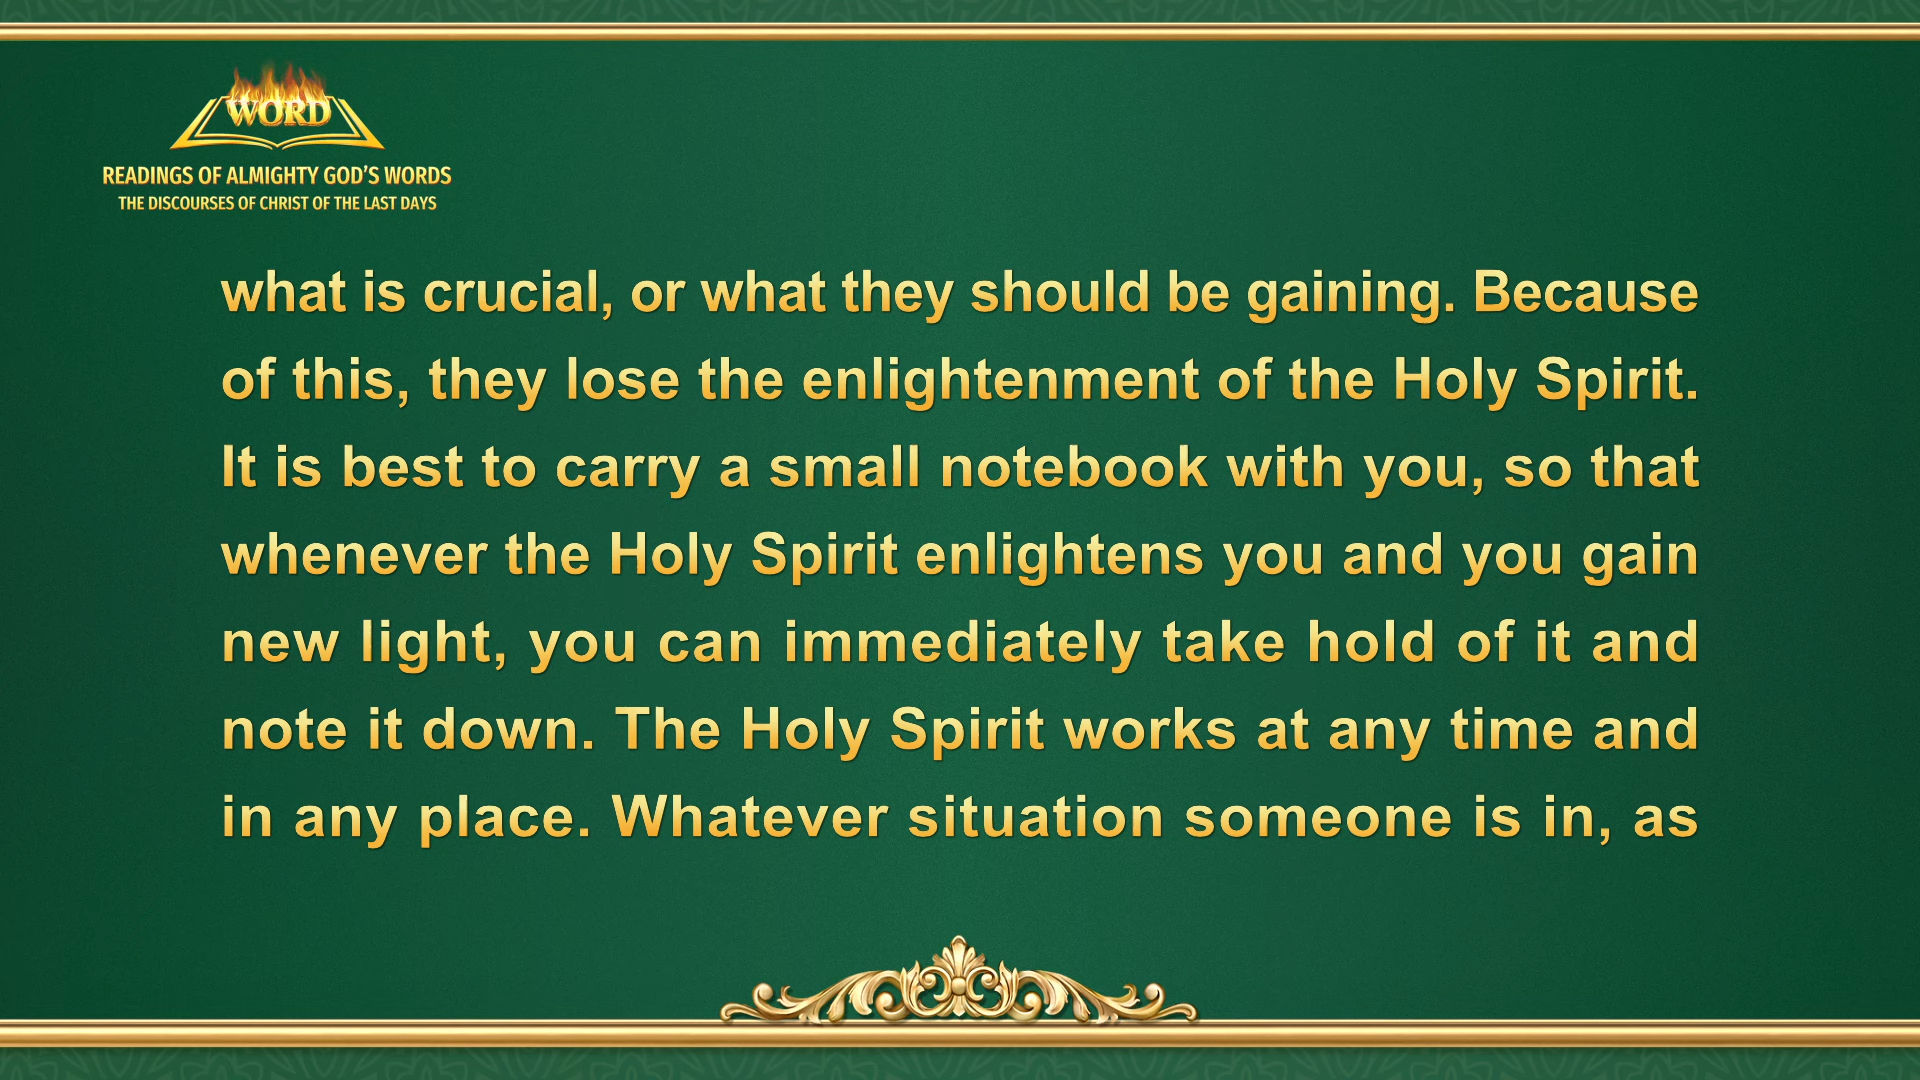 WORD
READINGS OF ALMIGHTY GOD'S WORDS
THE DISCOURSES OF CHRIST OF THE LAST DAYS
what is crucial, or what they should be gaining. Because
of this, they lose the enlightenment of the Holy Spirit.
It is best to carry a small notebook with you, so that
whenever the Holy Spirit enlightens you and you gain
new light, you can immediately take hold of it and
note it down. The Holy Spirit works at any time and
in any place. Whatever situation someone is in, as